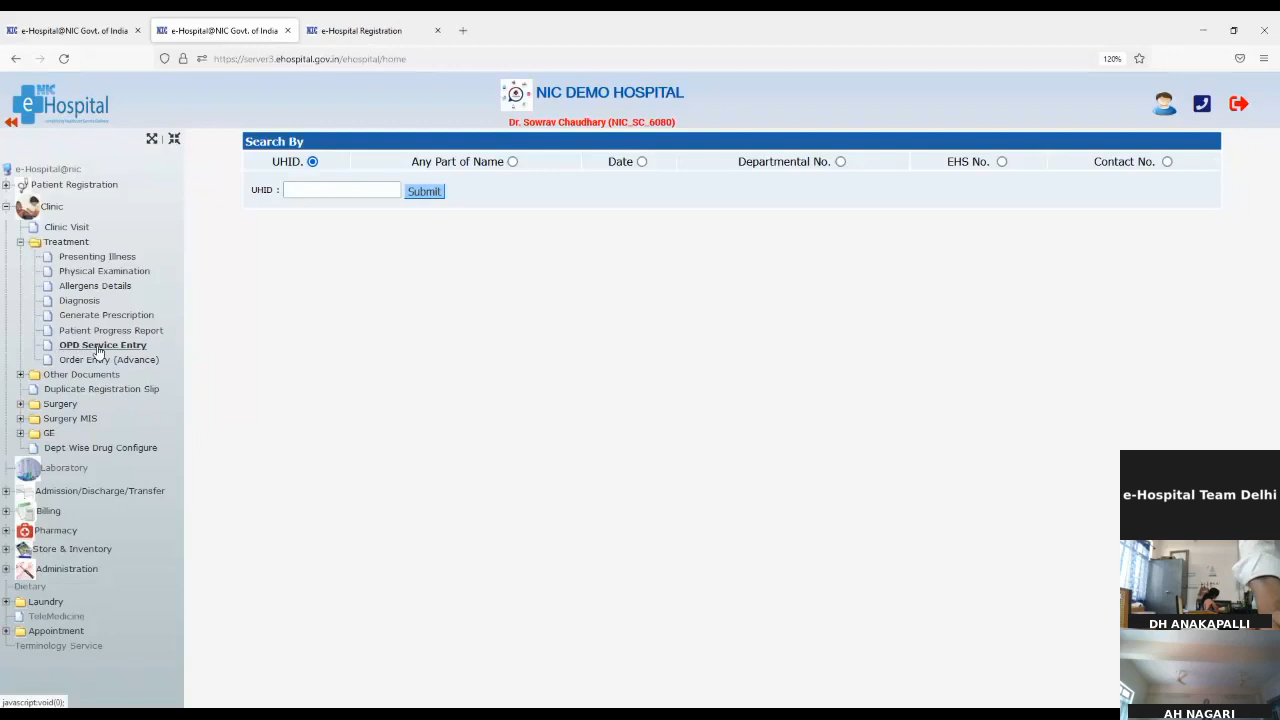 NIC e-Hospital@NIC Govt. of India
NIC e-Hospital@NIC Govt. of India
NIC e-Hospital Registration
https://server3.ehospital.gov.in/ehospital/home
120%
NIC
eHospital
NIC DEMO HOSPITAL
Dr. Sowrav Chaudhary (NIC_SC_6080)
Search By
UHID. Any Part of Name Date Departmental No. EHS No. Contact No.
UHID : Submit
e-Hospital@nic
Patient Registration
Clinic
Clinic Visit
Treatment
Presenting Illness
Physical Examination
Allergens Details
Diagnosis
Generate Prescription
Patient Progress Report
OPD Service Entry
Order Entry (Advance)
Other Documents
Duplicate Registration Slip
Surgery
Surgery MIS
GE
Dept Wise Drug Configure
Laboratory
Admission/Discharge/Transfer
Billing
Pharmacy
Store & Inventory
Administration
Dietary
Laundry
TeleMedicine
Appointment
Terminology Service
javascript:void(0);
e-Hospital Team Delhi
DH ANAKAPALLI
AH NAGARI